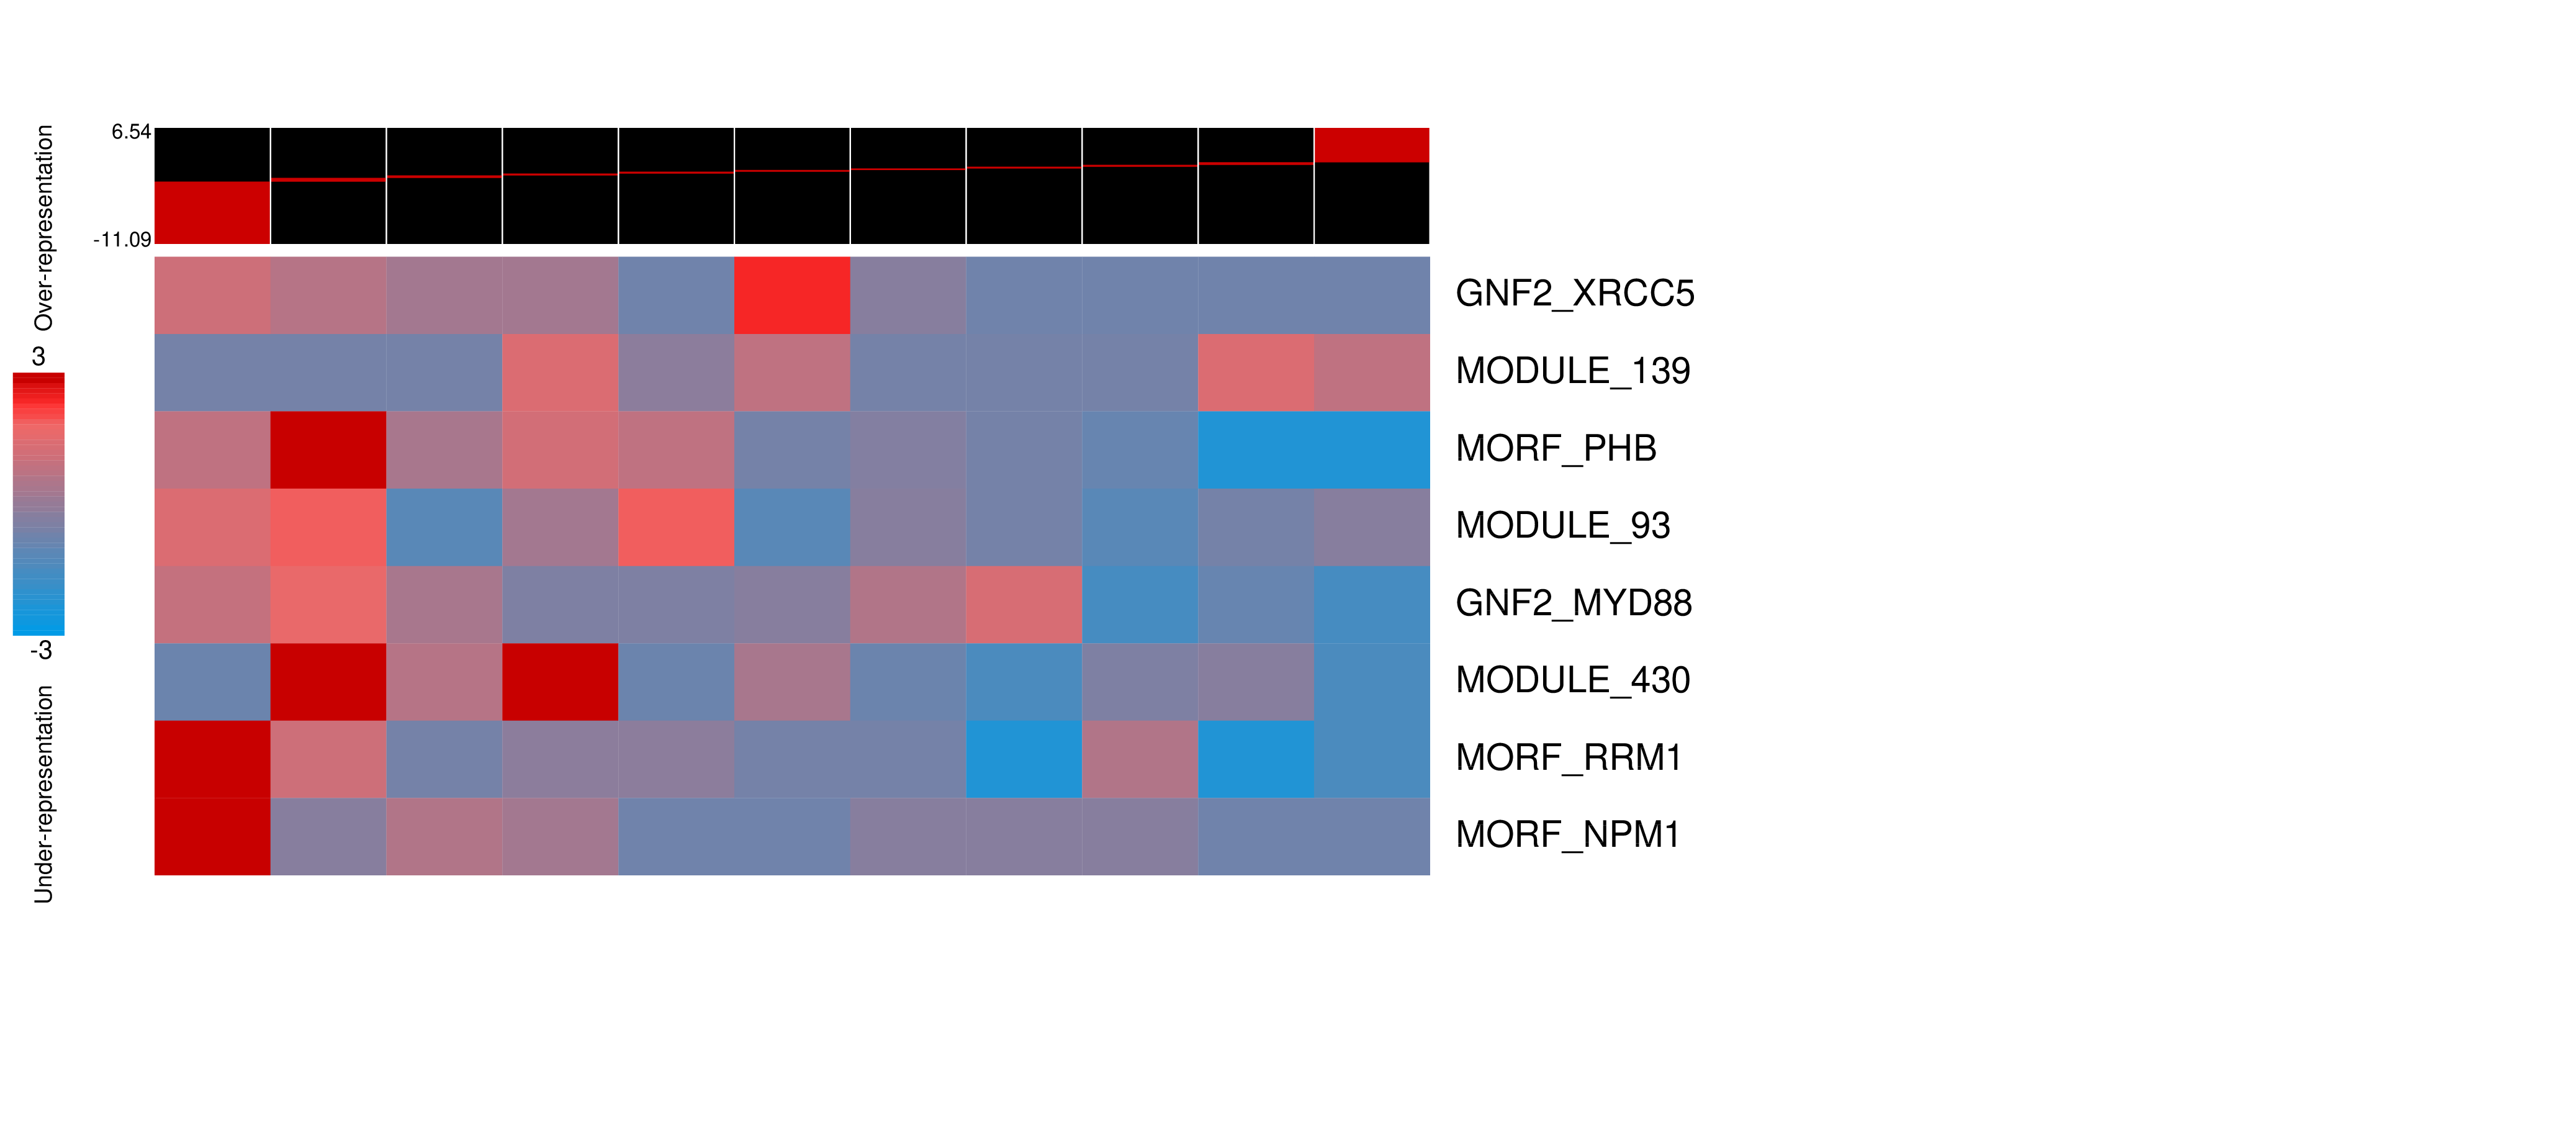 Over-representation
6.54
-11.09
3
-3
Under-representation
GNF2_XRCC5
MODULE_139
MORF_PHB
MODULE_93
GNF2_MYD88
MODULE_430
MORF_RRM1
MORF_NPM1